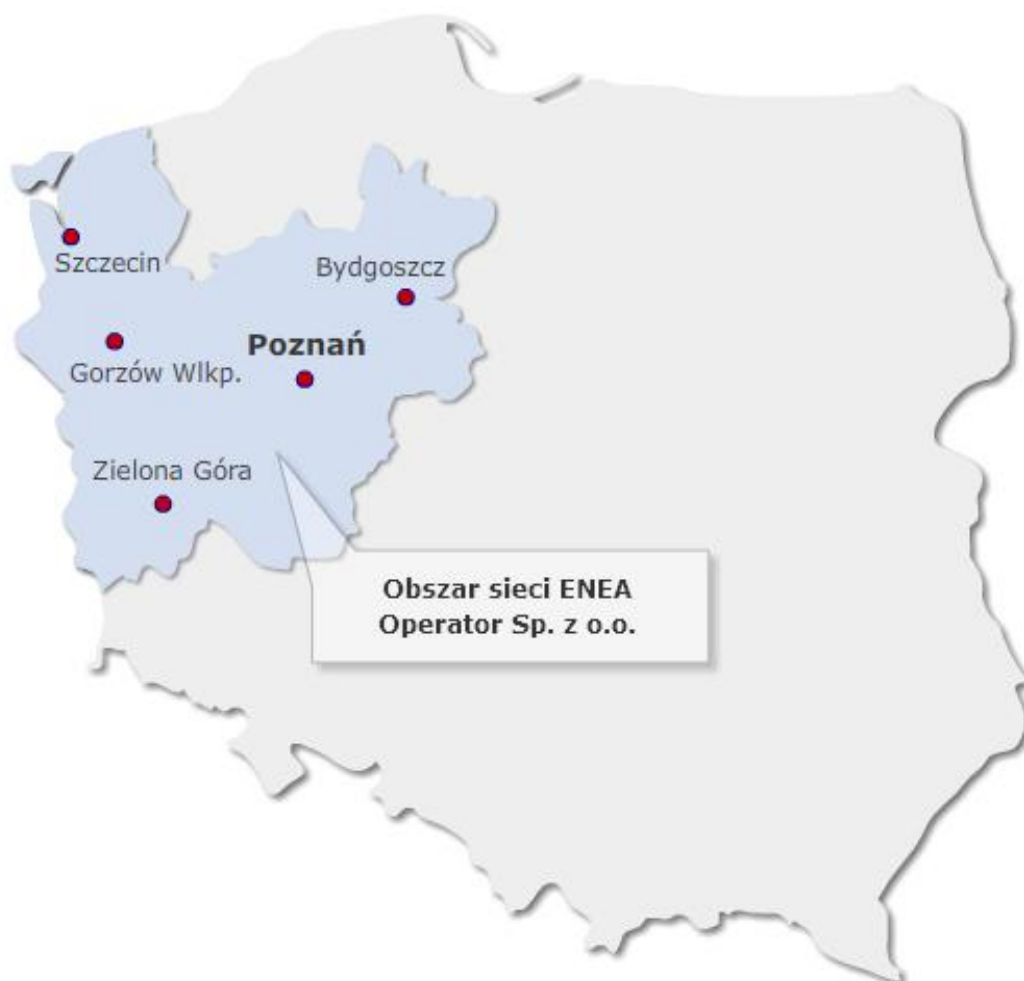 Szczecin
Bydgoszcz
Poznań
Gorzów Wlkp.
Zielona Góra
Obszar sieci ENEA
Operator Sp. z o.o.